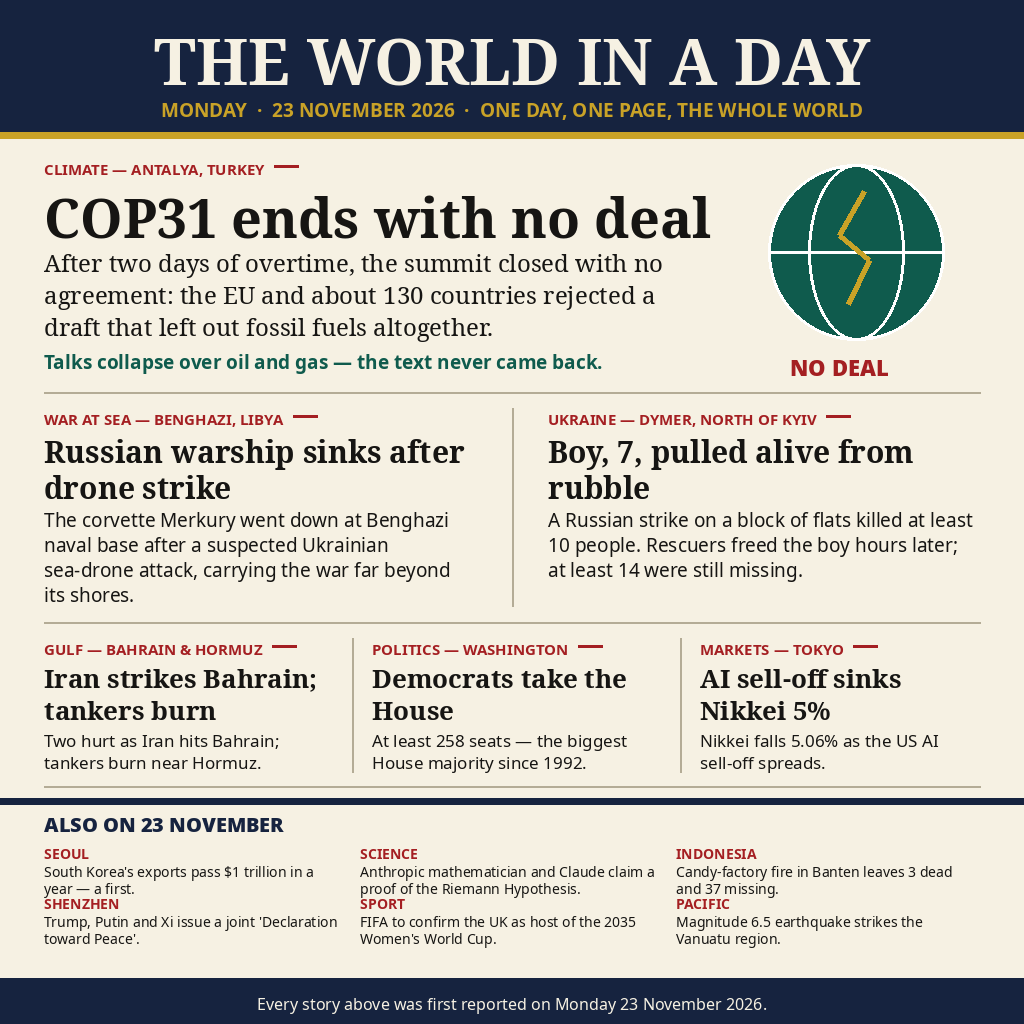 THE WORLD IN A DAY
MONDAY · 23 NOVEMBER 2026 · ONE DAY, ONE PAGE, THE WHOLE WORLD
CLIMATE — ANTALYA, TURKEY
COP31 ends with no deal
After two days of overtime, the summit closed with no
agreement: the EU and about 130 countries rejected a
draft that left out fossil fuels altogether.
Talks collapse over oil and gas — the text never came back.
NO DEAL
WAR AT SEA — BENGHAZI, LIBYA
Russian warship sinks after
drone strike
The corvette Merkury went down at Benghazi
naval base after a suspected Ukrainian
sea-drone attack, carrying the war far beyond
its shores.
UKRAINE — DYMER, NORTH OF KYIV
Boy, 7, pulled alive from
rubble
A Russian strike on a block of flats killed at least
10 people. Rescuers freed the boy hours later;
at least 14 were still missing.
GULF — BAHRAIN & HORMUZ
Iran strikes Bahrain;
tankers burn
Two hurt as Iran hits Bahrain;
tankers burn near Hormuz.
POLITICS — WASHINGTON
Democrats take the
House
At least 258 seats — the biggest
House majority since 1992.
MARKETS — TOKYO
AI sell-off sinks
Nikkei 5%
Nikkei falls 5.06% as the US AI
sell-off spreads.
ALSO ON 23 NOVEMBER
SEOUL
South Korea's exports pass $1 trillion in a
year — a first.
SCIENCE
Anthropic mathematician and Claude claim a
proof of the Riemann Hypothesis.
INDONESIA
Candy-factory fire in Banten leaves 3 dead
and 37 missing.
SHENZHEN
Trump, Putin and Xi issue a joint 'Declaration
toward Peace'.
SPORT
FIFA to confirm the UK as host of the 2035
Women's World Cup.
PACIFIC
Magnitude 6.5 earthquake strikes the
Vanuatu region.
Every story above was first reported on Monday 23 November 2026.